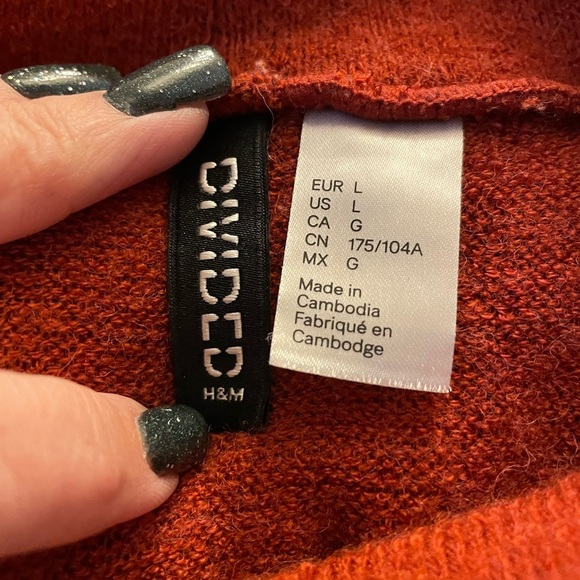 DIVIDED
H&M
EUR L
US L
CA G
CN 175/104A
MX G
Made in
Cambodia
Fabriqué en
Cambodge